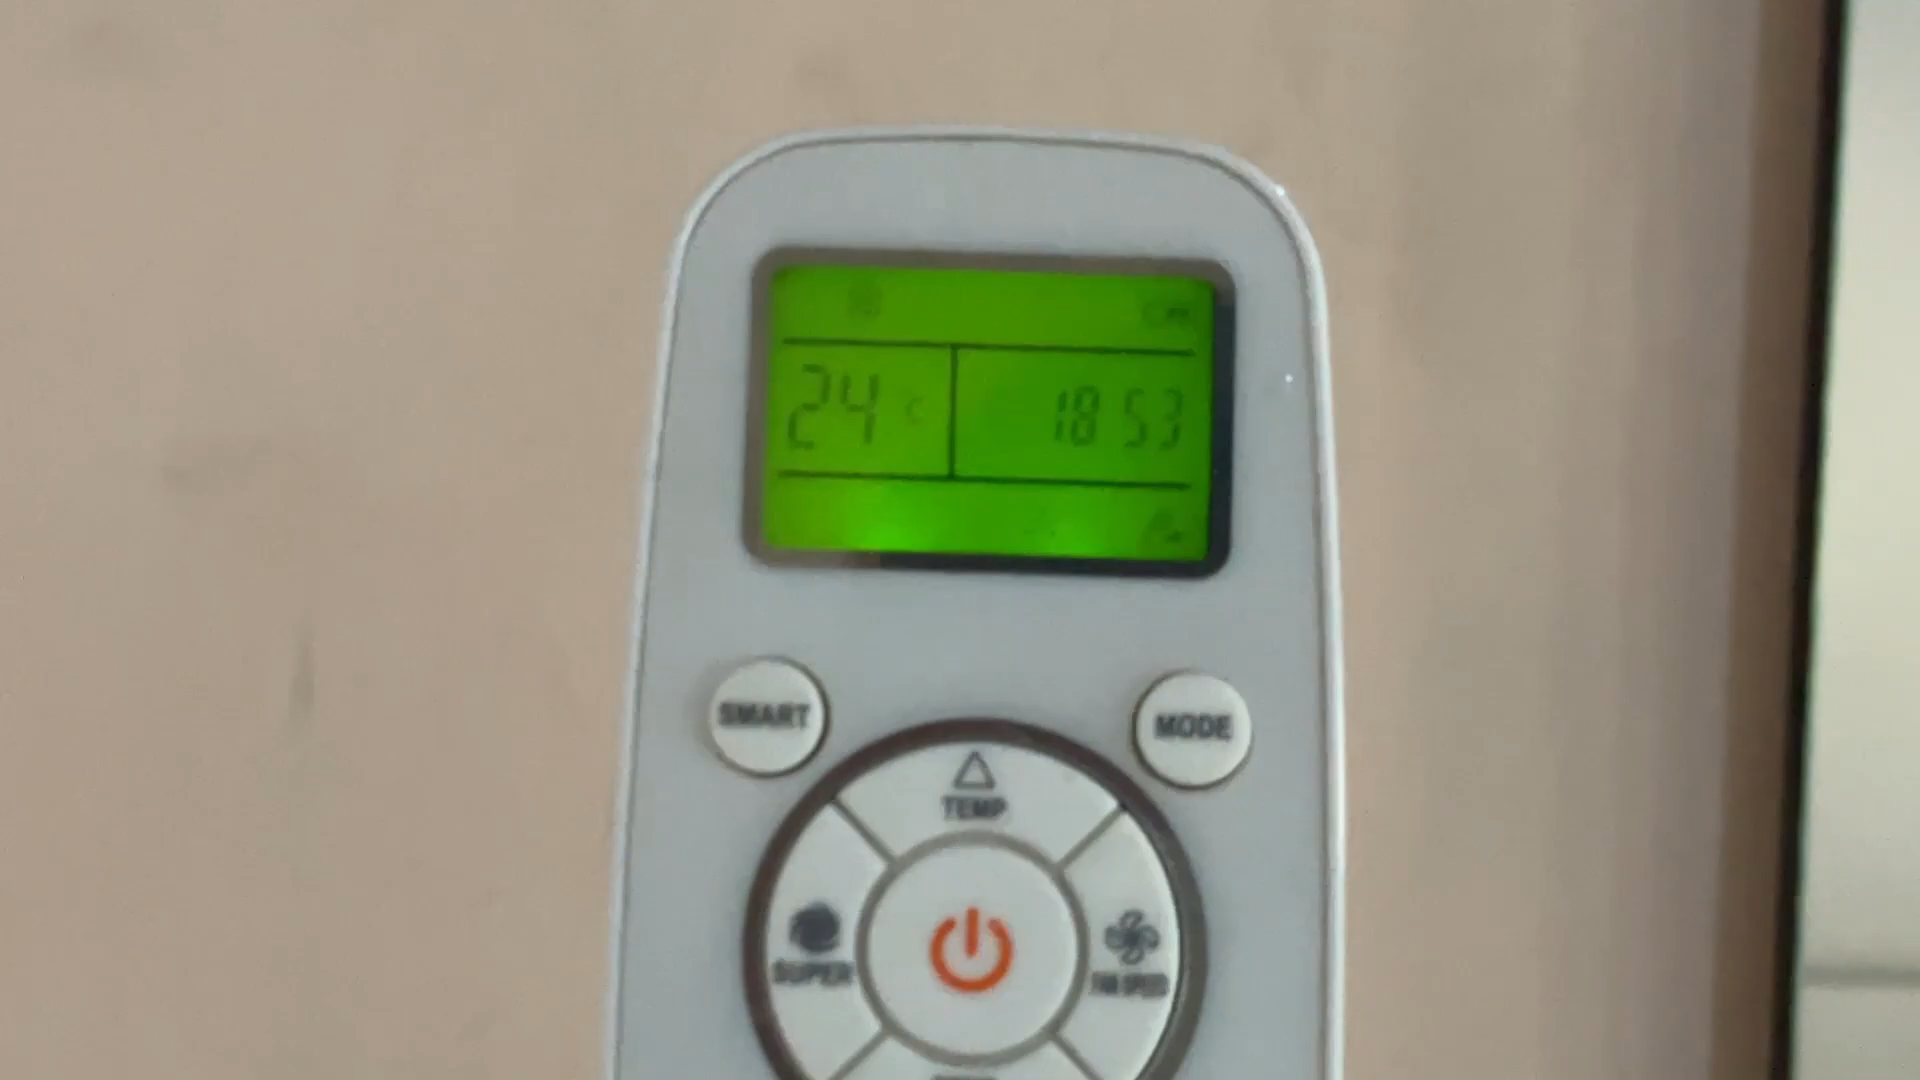 24 °C 18 53
SMART
MODE
TEMP
SUPER
FAN SPEED